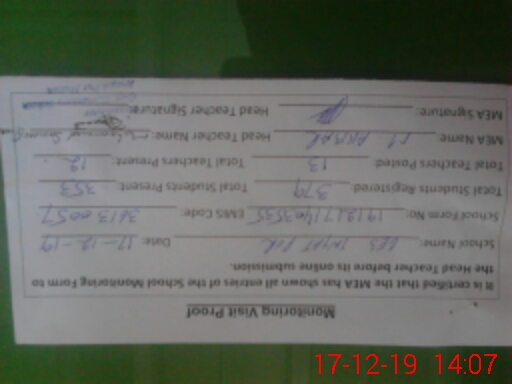 Monitoring Visit Proof
It is certified that the MEA has shown all entries of the School Monitoring Form to
the Head Teacher before its online submission.
School Name: Date: 17-12-19
School Form No: EMIS Code: 36130057
Total Students Registered: 379 Total Students Present: 353
Total Teachers Posted: 13 Total Teachers Present: 12
MEA Name: M AKMAL Head Teacher Name: Muhammad
MEA Signature: Head Teacher Signature:
17-12-19 14:07